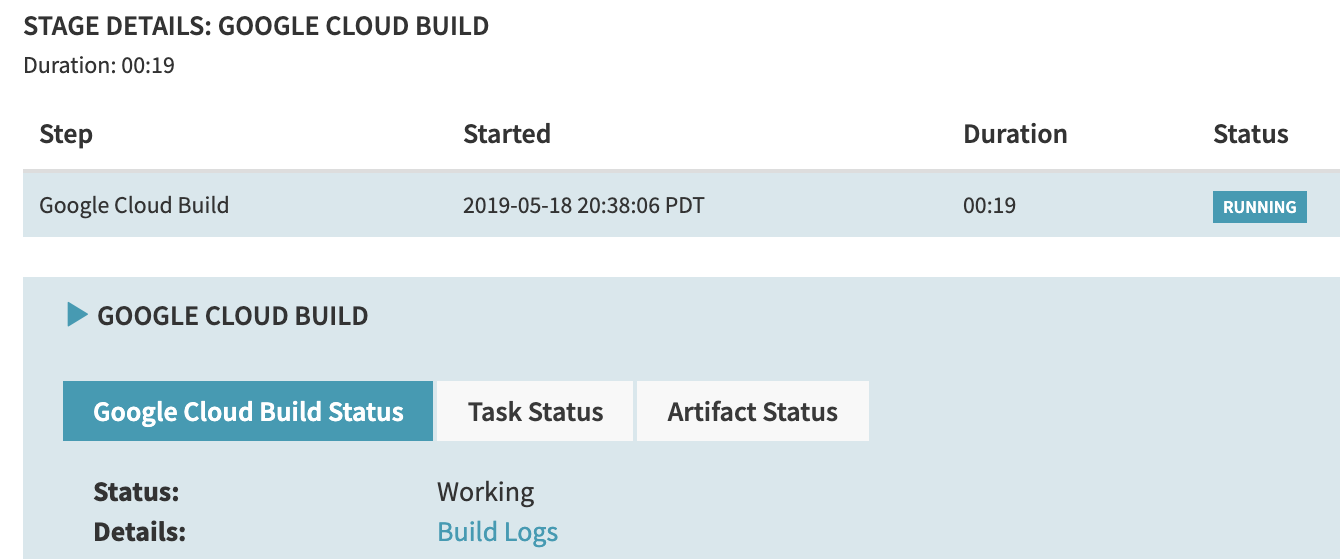 STAGE DETAILS: GOOGLE CLOUD BUILD
Duration: 00:19
Step Started Duration Status
Google Cloud Build 2019-05-18 20:38:06 PDT 00:19 RUNNING
GOOGLE CLOUD BUILD
Google Cloud Build Status Task Status Artifact Status
Status: Working
Details: Build Logs